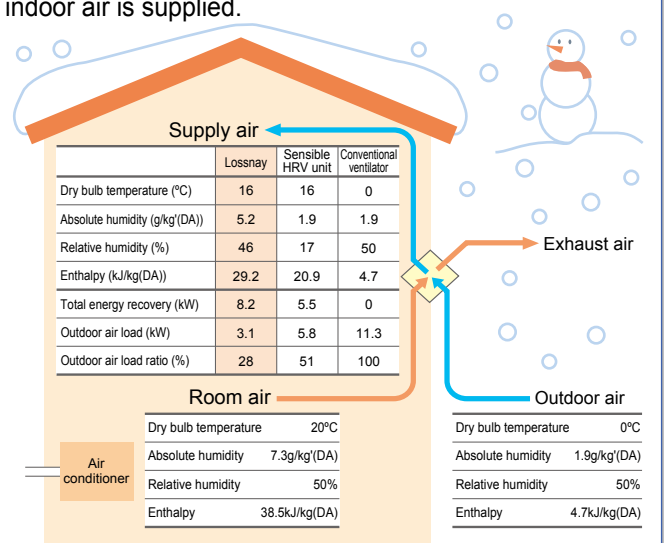 indoor air is supplied.
Supply air
Lossnay Sensible HRV unit Conventional ventilator
Dry bulb temperature (ºC) 16 16 0
Absolute humidity (g/kg'(DA)) 5.2 1.9 1.9
Relative humidity (%) 46 17 50
Enthalpy (kJ/kg(DA)) 29.2 20.9 4.7
Total energy recovery (kW) 8.2 5.5 0
Outdoor air load (kW) 3.1 5.8 11.3
Outdoor air load ratio (%) 28 51 100
Exhaust air
Room air
Dry bulb temperature 20ºC
Absolute humidity 7.3g/kg'(DA)
Relative humidity 50%
Enthalpy 38.5kJ/kg(DA)
Air
conditioner
Outdoor air
Dry bulb temperature 0ºC
Absolute humidity 1.9g/kg'(DA)
Relative humidity 50%
Enthalpy 4.7kJ/kg(DA)